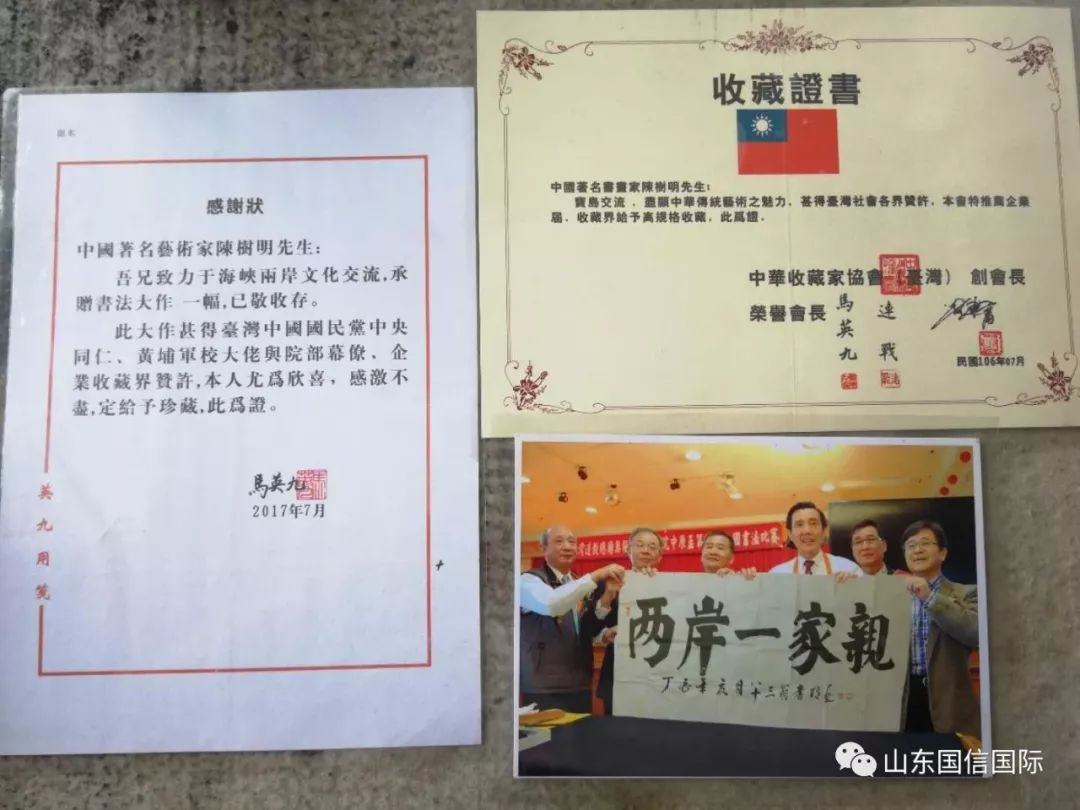 感謝狀
中國著名藝術家陳樹明先生:
吾兄致力于海峽兩岸文化交流,承
贈書法大作 一幅,已敬收存。
此大作甚得臺灣中國國民黨中央
同仁、黃埔軍校大佬與院部幕僚、企
業收藏界贊許,本人尤爲欣喜,感激不
盡,定給予珍藏,此爲證。
馬英九
2017年7月
英九用箋
收藏證書
中國著名書畫家陳樹明先生:
寶島交流，盡顯中華傳統藝術之魅力，甚得臺灣社會各界贊許，本會特推薦企業
届，收藏界給予高規格收藏，此爲證，
中華收藏家協會 臺灣） 創會長
榮譽會長
馬英九
連戰
民國106年07月
書法比賽
两岸一家親
山东国信国际